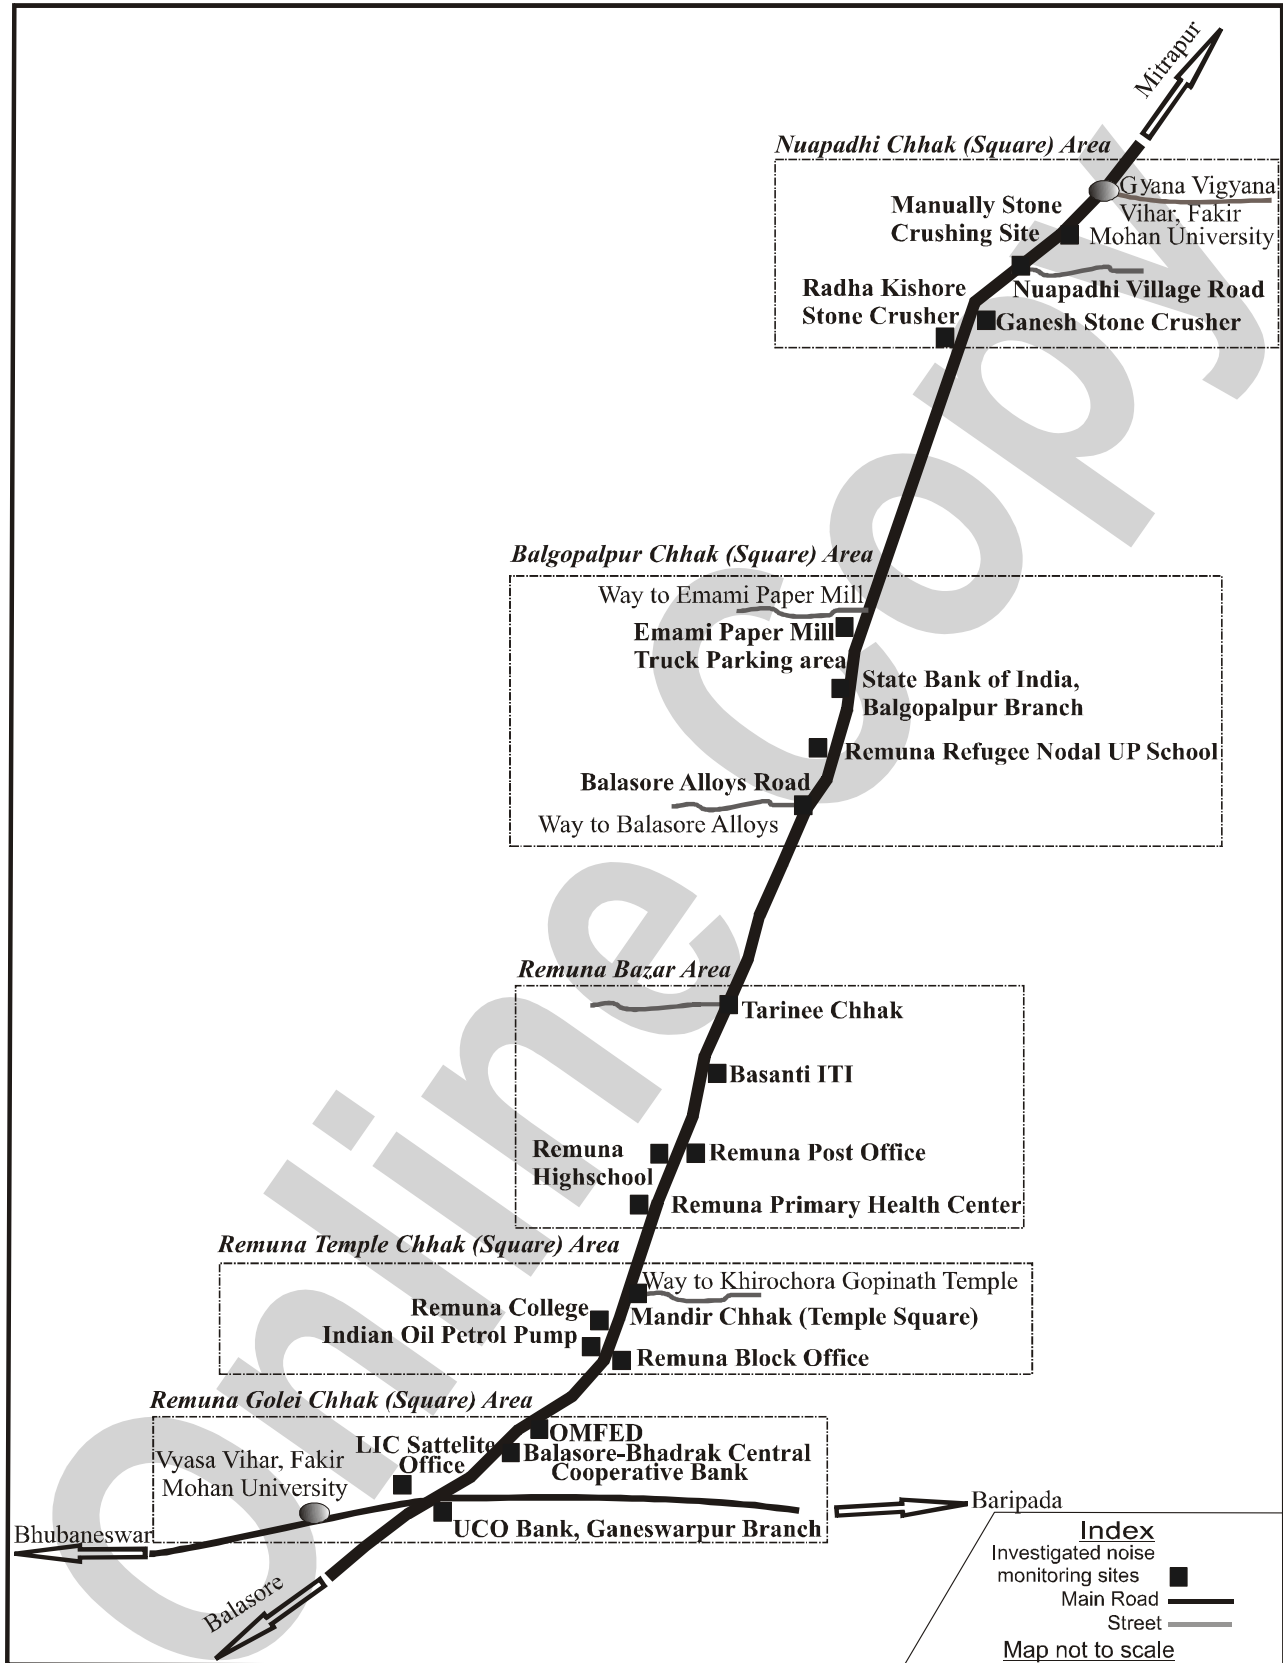 Mitrapur
Nuapadhi Chhak (Square) Area
Gyana Vigyana
Vihar, Fakir
Mohan University
Manually Stone
Crushing Site
Radha Kishore
Stone Crusher
Nuapadhi Village Road
Ganesh Stone Crusher
Balgopalpur Chhak (Square) Area
Way to Emami Paper Mill
Emami Paper Mill
Truck Parking area
State Bank of India,
Balgopalpur Branch
Remuna Refugee Nodal UP School
Balasore Alloys Road
Way to Balasore Alloys
Remuna Bazar Area
Tarinee Chhak
Basanti ITI
Remuna
Highschool
Remuna Post Office
Remuna Primary Health Center
Remuna Temple Chhak (Square) Area
Way to Khirochora Gopinath Temple
Remuna College
Mandir Chhak (Temple Square)
Indian Oil Petrol Pump
Remuna Block Office
Remuna Golei Chhak (Square) Area
OMFED
LIC Sattelite
Office
Balasore-Bhadrak Central
Cooperative Bank
Vyasa Vihar, Fakir
Mohan University
UCO Bank, Ganeswarpur Branch
Baripada
Bhubaneswar
Balasore
Index
Investigated noise
monitoring sites
Main Road
Street
Map not to scale
Online Copy